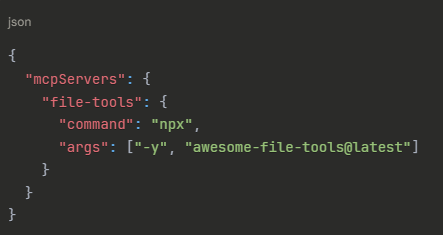 json
{
  "mcpServers": {
    "file-tools": {
      "command": "npx",
      "args": ["-y", "awesome-file-tools@latest"]
    }
  }
}